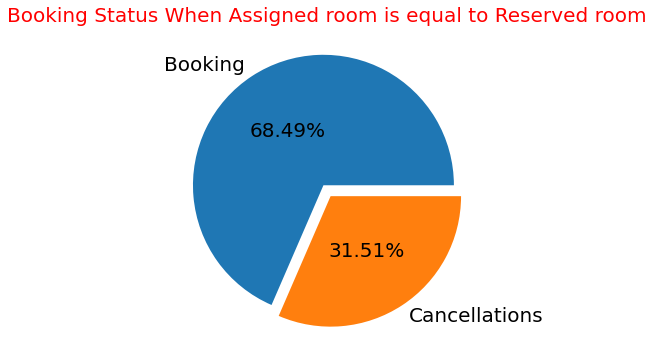 Booking Status When Assigned room is equal to Reserved room
Booking
68.49%
31.51%
Cancellations